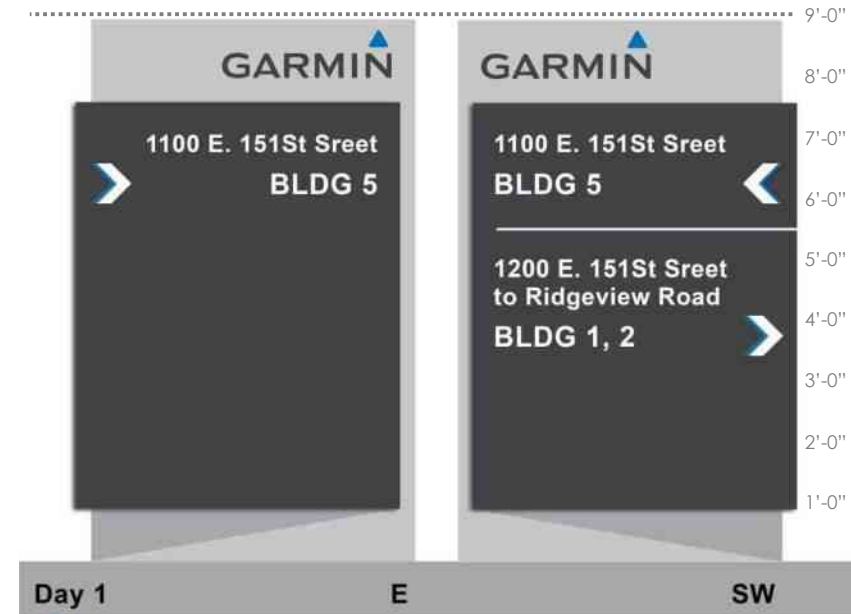 GARMIN
1100 E. 151St Sreet
BLDG 5
GARMIN
1100 E. 151St Sreet
BLDG 5
1200 E. 151St Sreet
to Ridgeview Road
BLDG 1, 2
9'-0"
8'-0"
7'-0"
6'-0"
5'-0"
4'-0"
3'-0"
2'-0"
1'-0"
Day 1 E SW